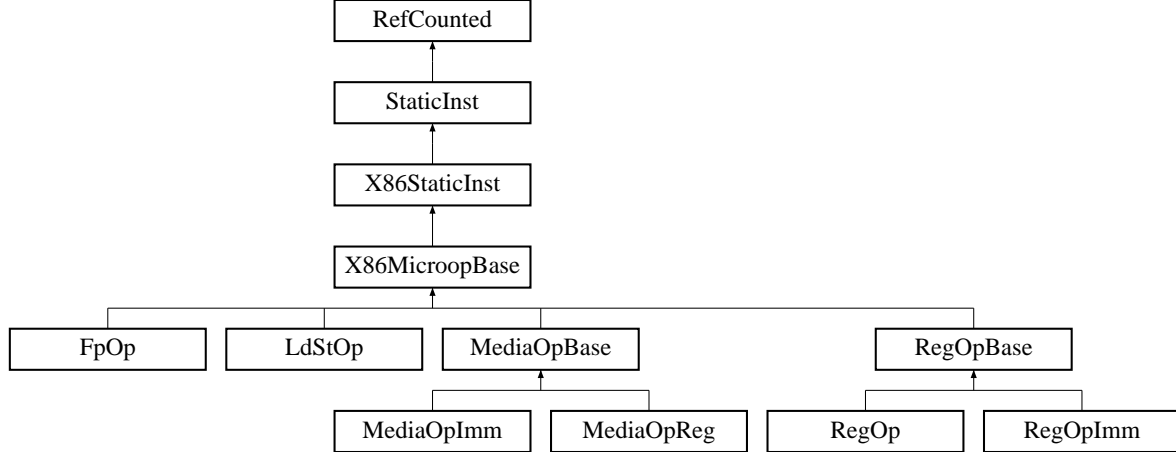 RefCounted
StaticInst
X86StaticInst
X86MicroopBase
FpOp
LdStOp
MediaOpBase
RegOpBase
MediaOpImm
MediaOpReg
RegOp
RegOpImm